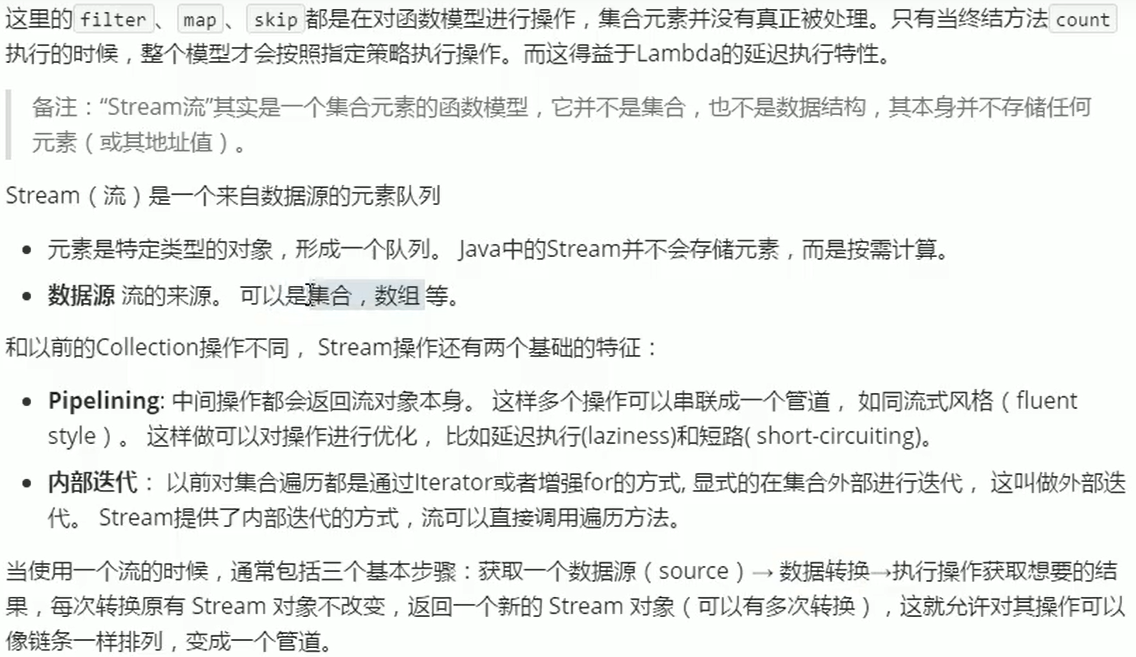 这里的filter、map、skip都是在对函数模型进行操作，集合元素并没有真正被处理。只有当终结方法count
执行的时候，整个模型才会按照指定策略执行操作。而这得益于Lambda的延迟执行特性。
备注：“Stream流”其实是一个集合元素的函数模型，它并不是集合，也不是数据结构，其本身并不存储任何
元素（或其地址值）。
Stream（流）是一个来自数据源的元素队列
• 元素是特定类型的对象，形成一个队列。 Java中的Stream并不会存储元素，而是按需计算。
• 数据源 流的来源。 可以是集合，数组 等。
和以前的Collection操作不同， Stream操作还有两个基础的特征：
• Pipelining: 中间操作都会返回流对象本身。 这样多个操作可以串联成一个管道， 如同流式风格（fluent
style）。 这样做可以对操作进行优化， 比如延迟执行(laziness)和短路( short-circuiting)。
• 内部迭代： 以前对集合遍历都是通过Iterator或者增强for的方式, 显式的在集合外部进行迭代， 这叫做外部迭
代。 Stream提供了内部迭代的方式，流可以直接调用遍历方法。
当使用一个流的时候，通常包括三个基本步骤：获取一个数据源（source）→ 数据转换→执行操作获取想要的结
果，每次转换原有 Stream 对象不改变，返回一个新的 Stream 对象（可以有多次转换），这就允许对其操作可以
像链条一样排列，变成一个管道。